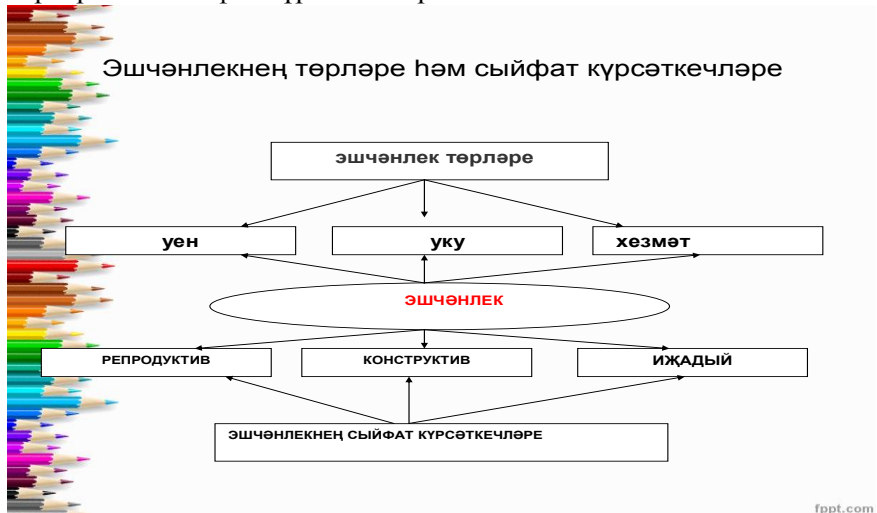 Эшчәнлекнең төрләре һәм сыйфат күрсәткечләре
эшчәнлек төрләре
уен
уку
хезмәт
ЭШЧӘНЛЕК
РЕПРОДУКТИВ
КОНСТРУКТИВ
ИҖАДЫЙ
ЭШЧӘНЛЕКНЕҢ СЫЙФАТ КҮРСӘТКЕЧЛӘРЕ
fppt.com